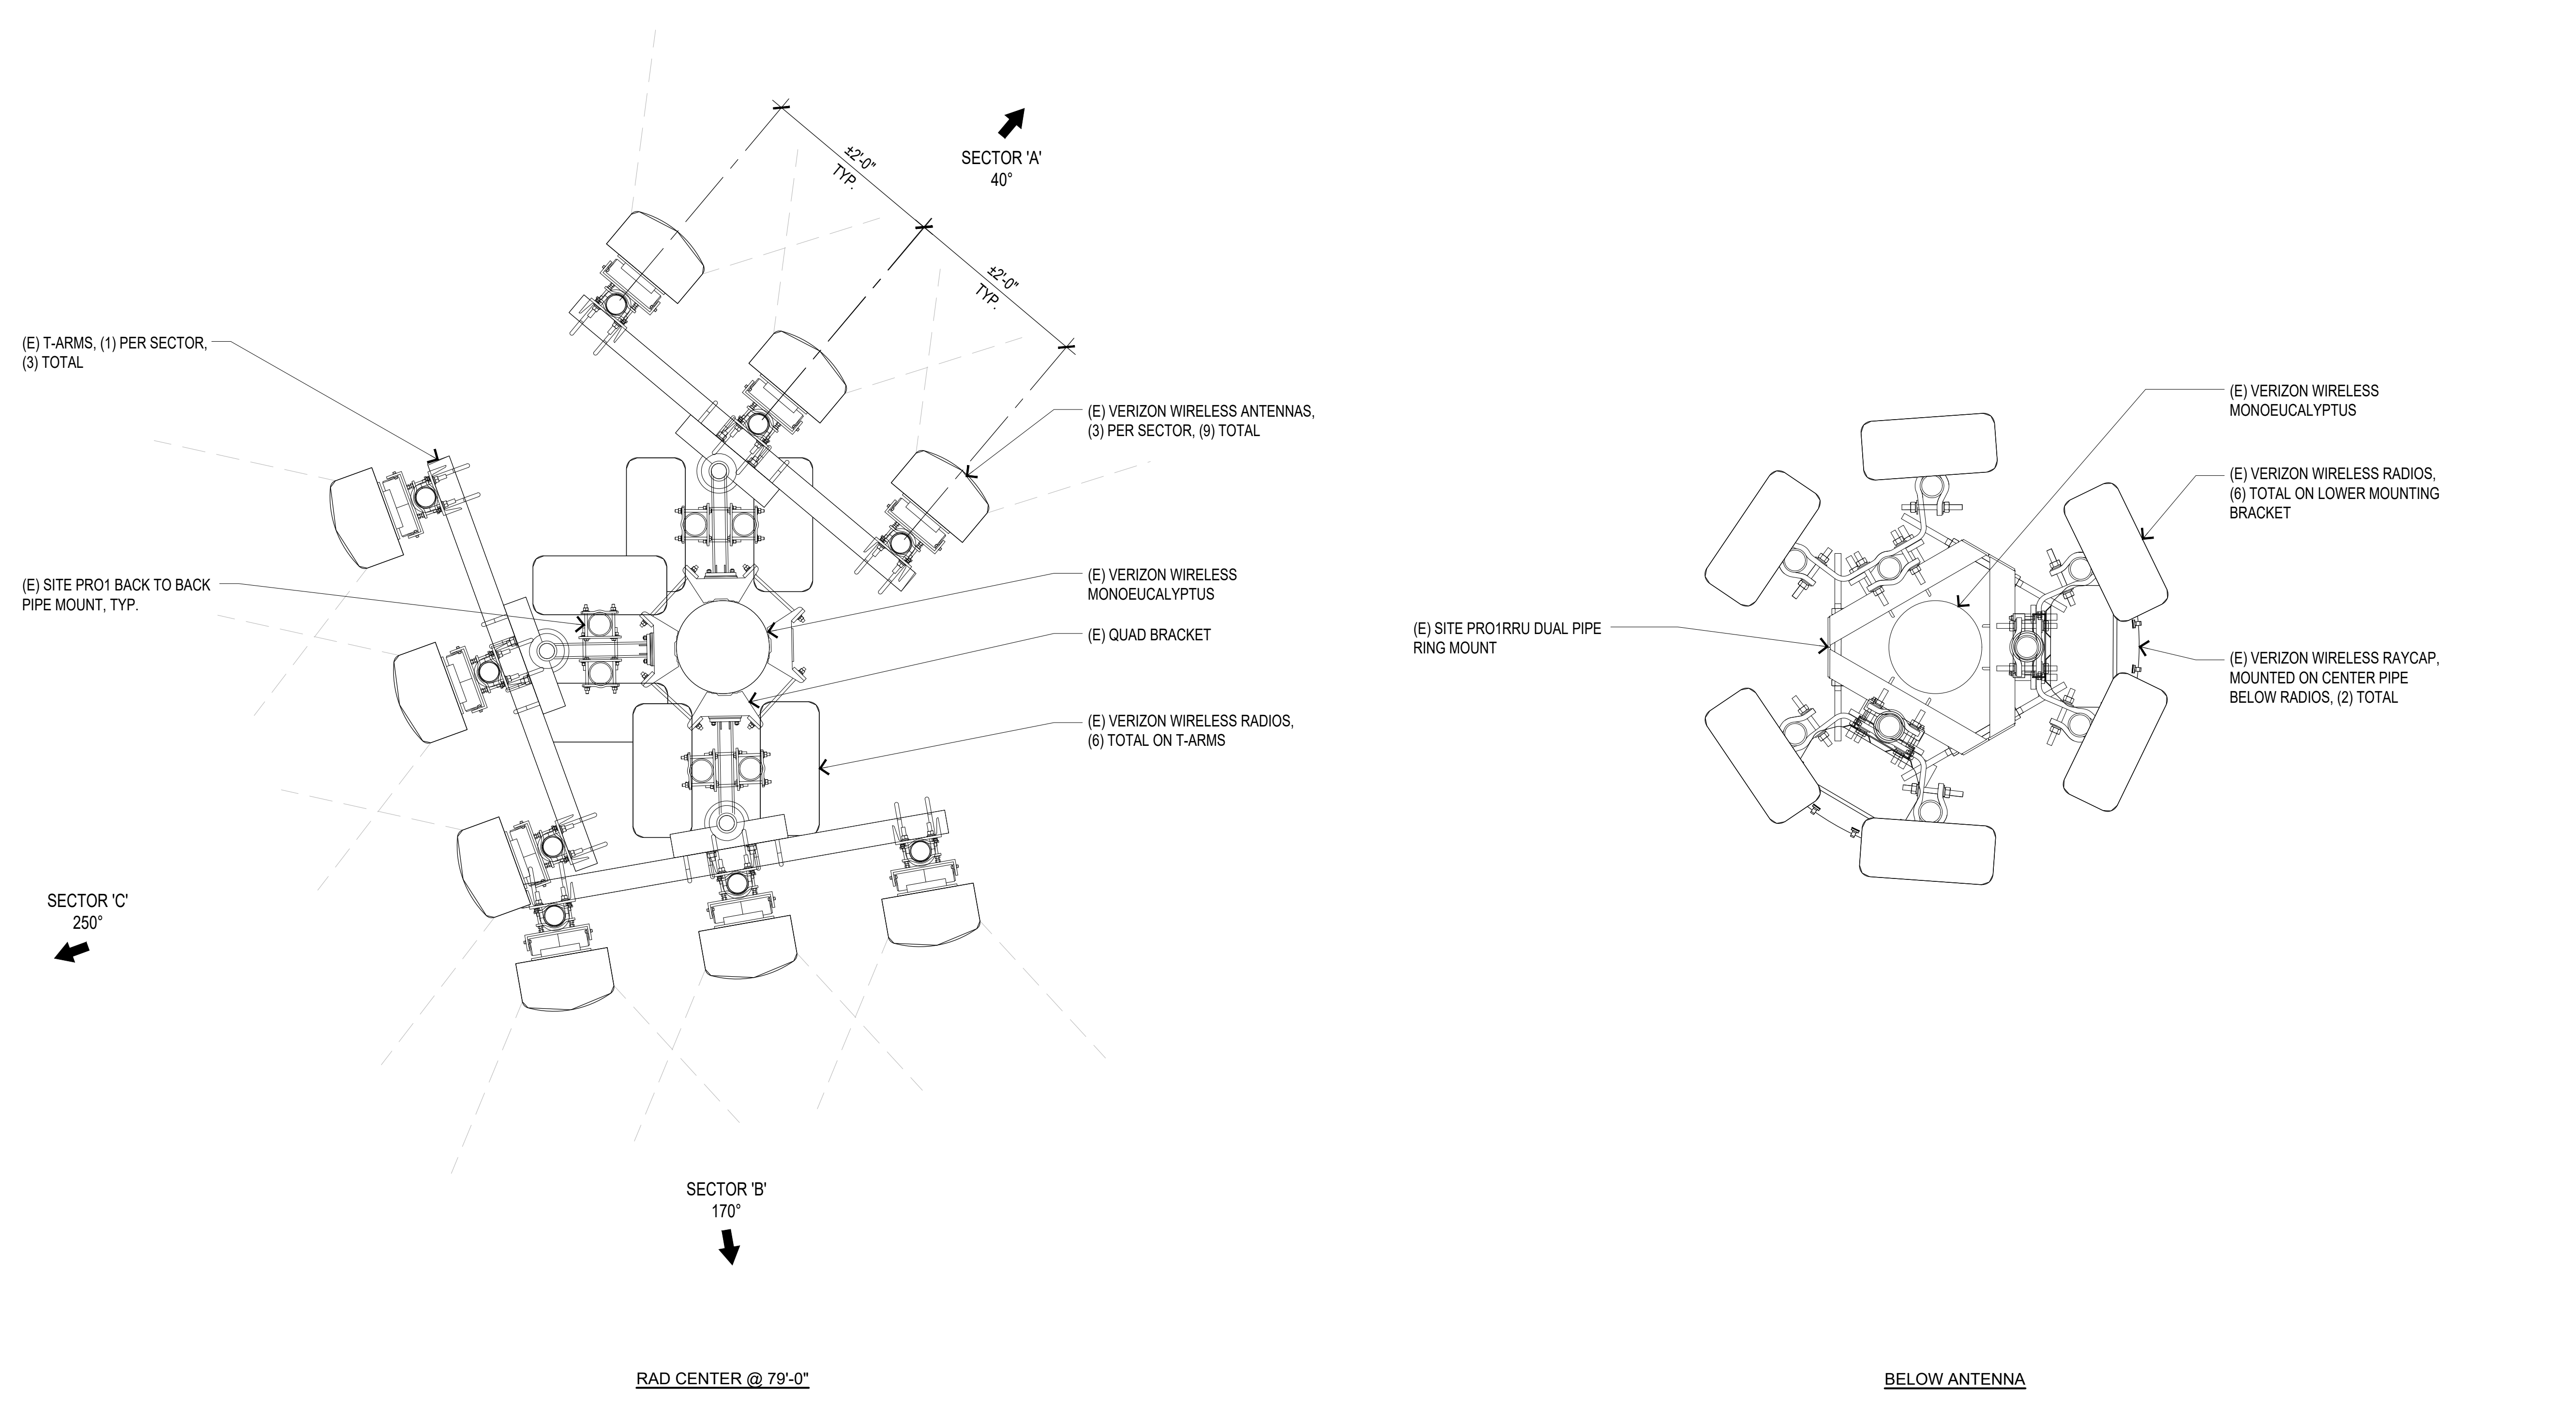 ±2'-0"
TYP.
SECTOR 'A'
40°
±2'-0"
TYP.
(E) T-ARMS, (1) PER SECTOR,
(3) TOTAL
(E) VERIZON WIRELESS ANTENNAS,
(3) PER SECTOR, (9) TOTAL
(E) SITE PRO1 BACK TO BACK
PIPE MOUNT, TYP.
(E) VERIZON WIRELESS
MONOEUCALYPTUS
(E) QUAD BRACKET
(E) VERIZON WIRELESS RADIOS,
(6) TOTAL ON T-ARMS
SECTOR 'C'
250°
SECTOR 'B'
170°
RAD CENTER @ 79'-0"
(E) VERIZON WIRELESS
MONOEUCALYPTUS
(E) VERIZON WIRELESS RADIOS,
(6) TOTAL ON LOWER MOUNTING
BRACKET
(E) SITE PRO1RRU DUAL PIPE
RING MOUNT
(E) VERIZON WIRELESS RAYCAP,
MOUNTED ON CENTER PIPE
BELOW RADIOS, (2) TOTAL
BELOW ANTENNA